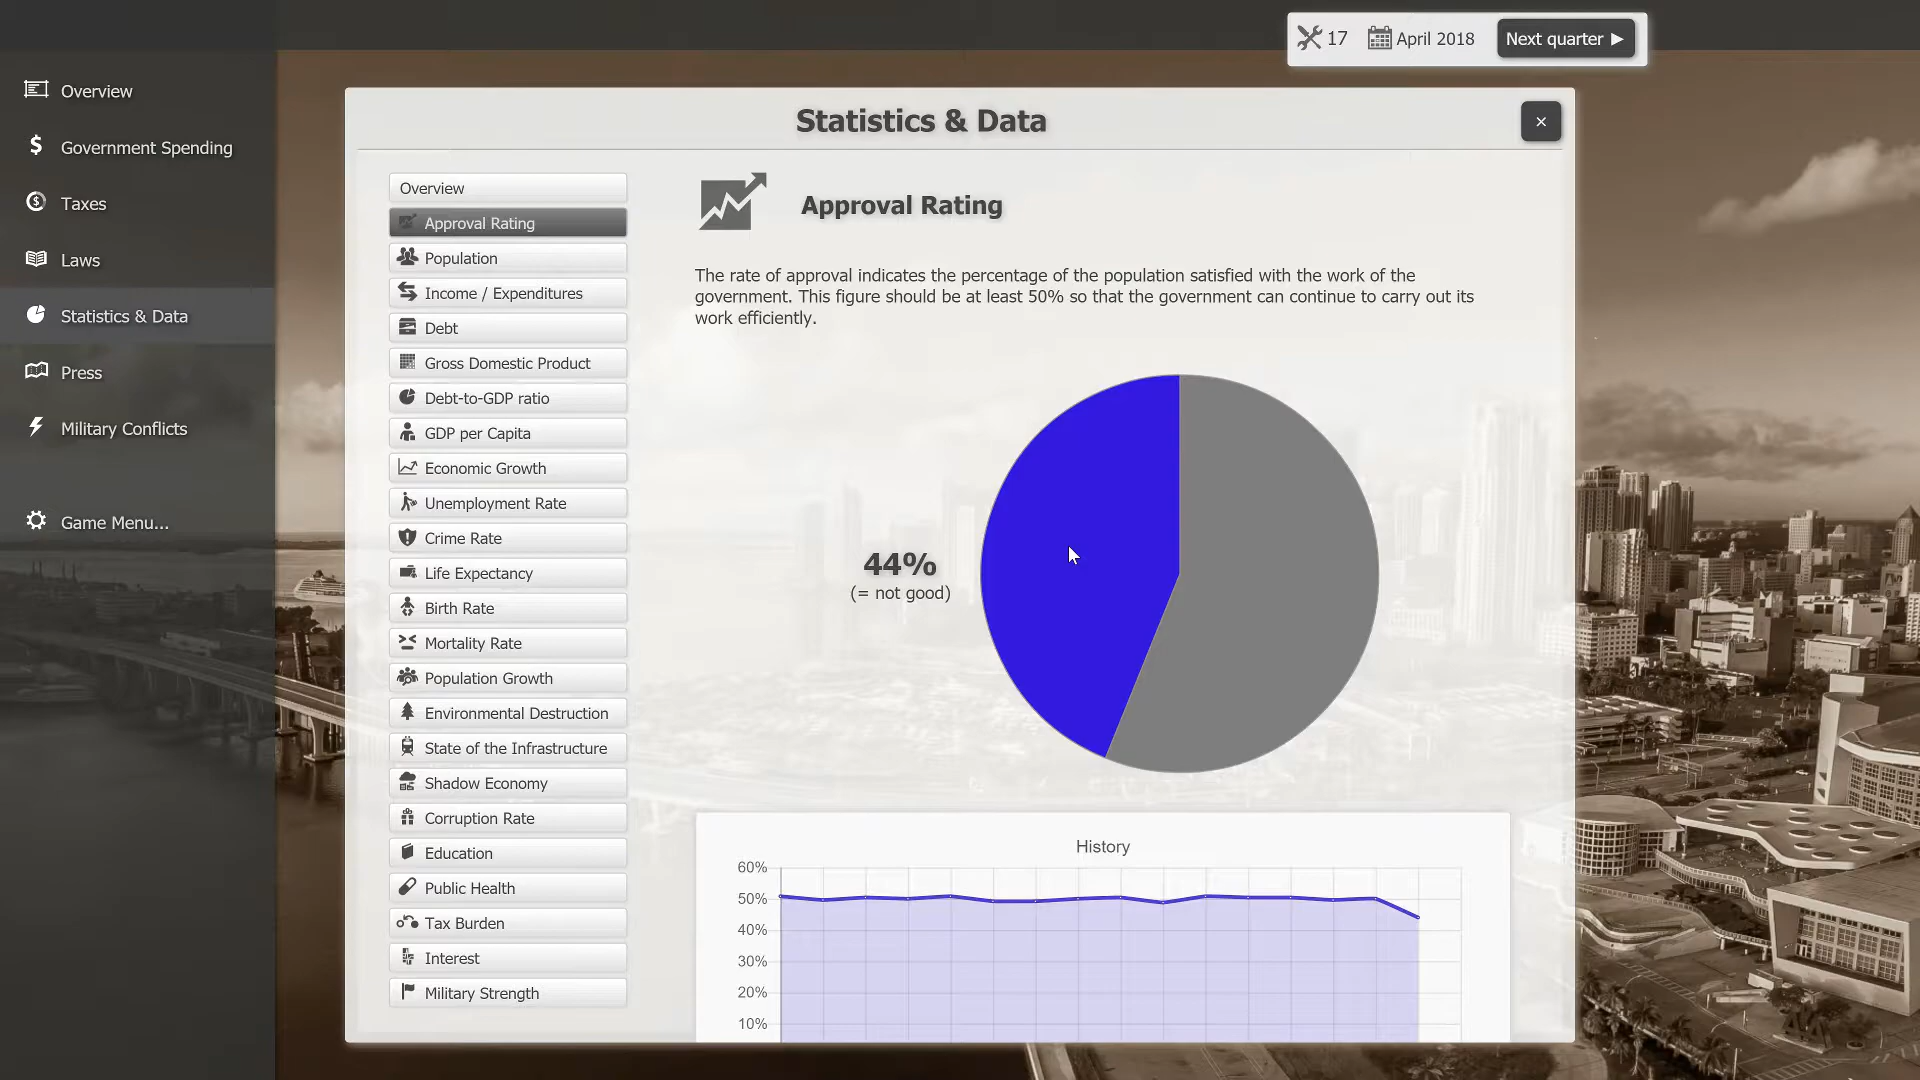 17
April 2018
Next quarter ►
Overview
Government Spending
Taxes
Laws
Statistics & Data
Press
Military Conflicts
Game Menu...
Statistics & Data
×
Overview
Approval Rating
Population
Income / Expenditures
Debt
Gross Domestic Product
Debt-to-GDP ratio
GDP per Capita
Economic Growth
Unemployment Rate
Crime Rate
Life Expectancy
Birth Rate
Mortality Rate
Population Growth
Environmental Destruction
State of the Infrastructure
Shadow Economy
Corruption Rate
Education
Public Health
Tax Burden
Interest
Military Strength
Approval Rating
The rate of approval indicates the percentage of the population satisfied with the work of the
government. This figure should be at least 50% so that the government can continue to carry out its
work efficiently.
44%
(= not good)
History
60%
50%
40%
30%
20%
10%